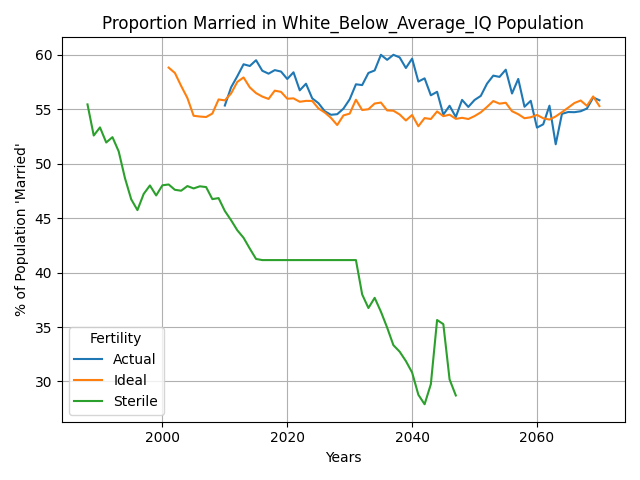 Proportion Married in White_Below_Average_IQ Population
% of Population 'Married'
60
55
50
45
40
35
30
Fertility
Actual
Ideal
Sterile
2000 2020 2040 2060
Years